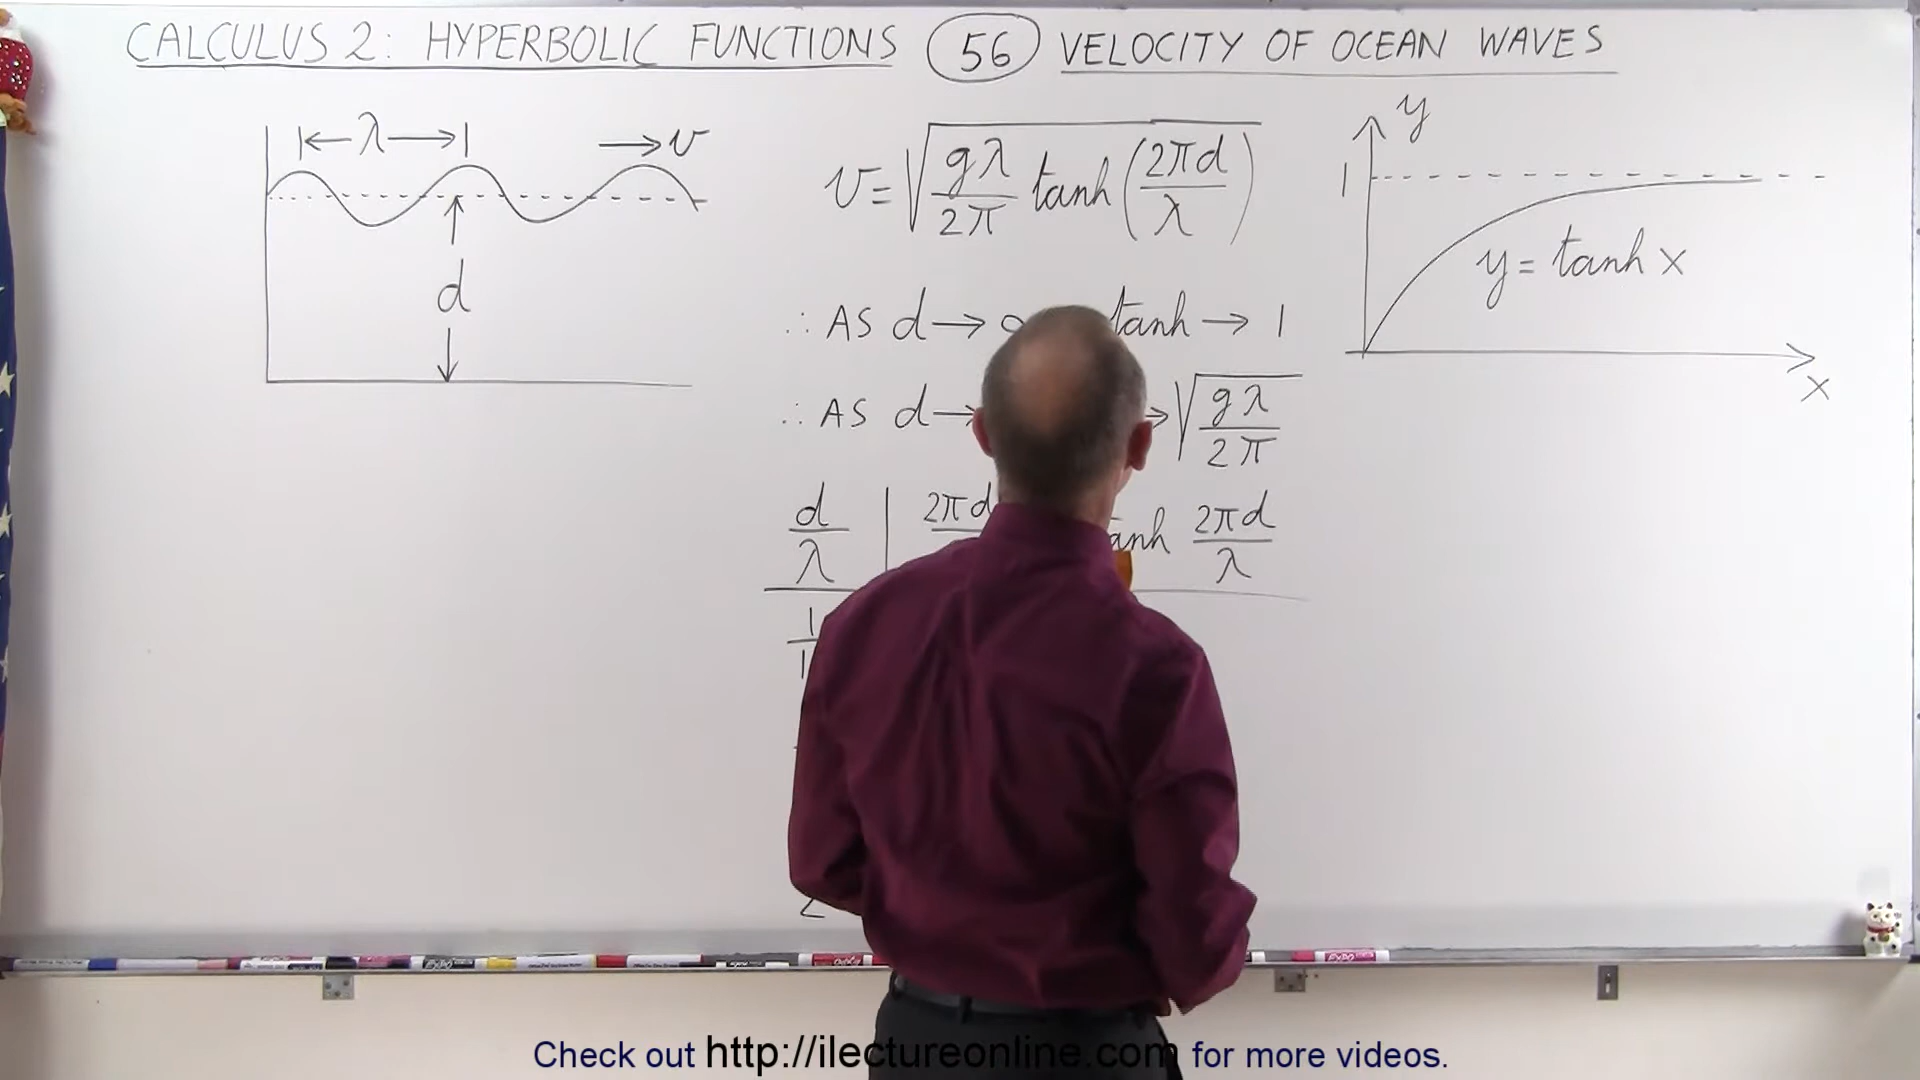 CALCULUS 2: HYPERBOLIC FUNCTIONS 56 VELOCITY OF OCEAN WAVES
λ v
d
v = √(gλ/2π tanh(2πd/λ))
∴ AS d → tanh → 1
∴ AS d → → √(gλ/2π)
d/λ 2πd tanh 2πd/λ
y
1
y = tanh x
x
Check out http://ilectureonline.com for more videos.